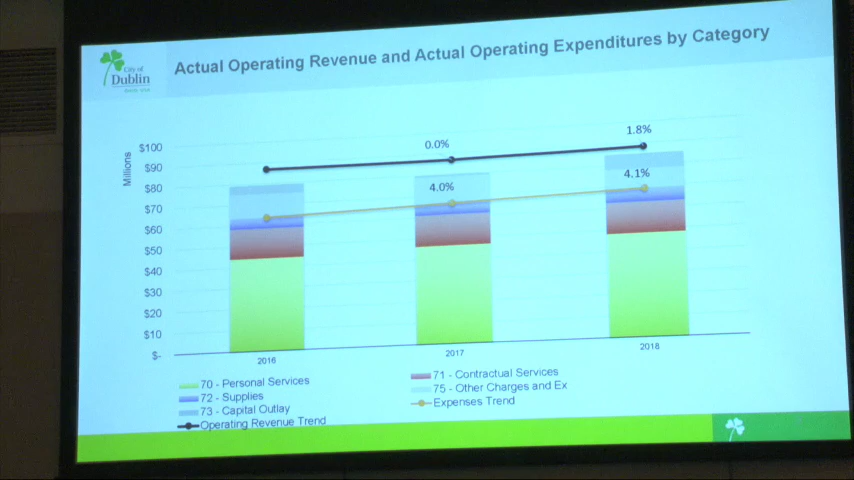 City of
Dublin
Actual Operating Revenue and Actual Operating Expenditures by Category
Millions
$100
$90
$80
$70
$60
$50
$40
$30
$20
$10
$-
0.0%
1.8%
4.0%
4.1%
2016
2017
2018
70 - Personal Services
71 - Contractual Services
72 - Supplies
75 - Other Charges and Ex
73 - Capital Outlay
Expenses Trend
Operating Revenue Trend